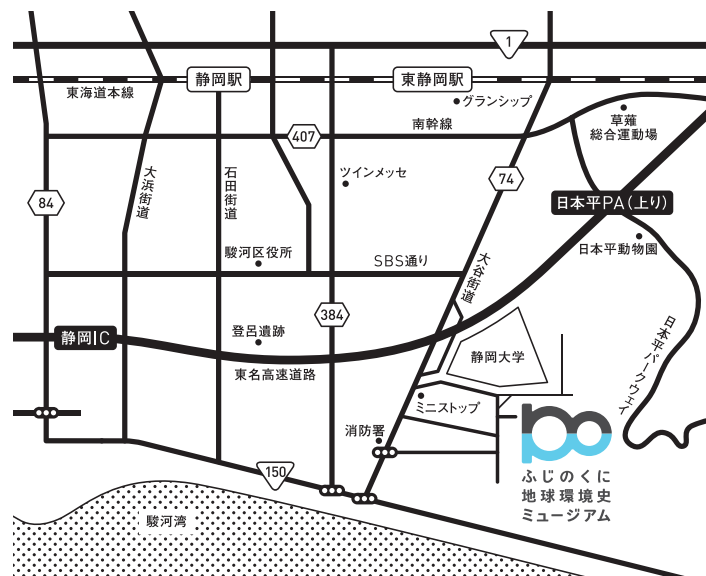 1
静岡駅
東静岡駅
東海道本線
グランシップ
草薙
総合運動場
南幹線
407
ツインメッセ
74
大浜街道
石田街道
84
日本平PA（上り）
日本平動物園
駿河区役所
SBS通り
大谷街道
384
静岡IC
登呂遺跡
静岡大学
東名高速道路
日本平パークウェイ
ミニストップ
消防署
150
ふじのくに
地球環境史
ミュージアム
駿河湾